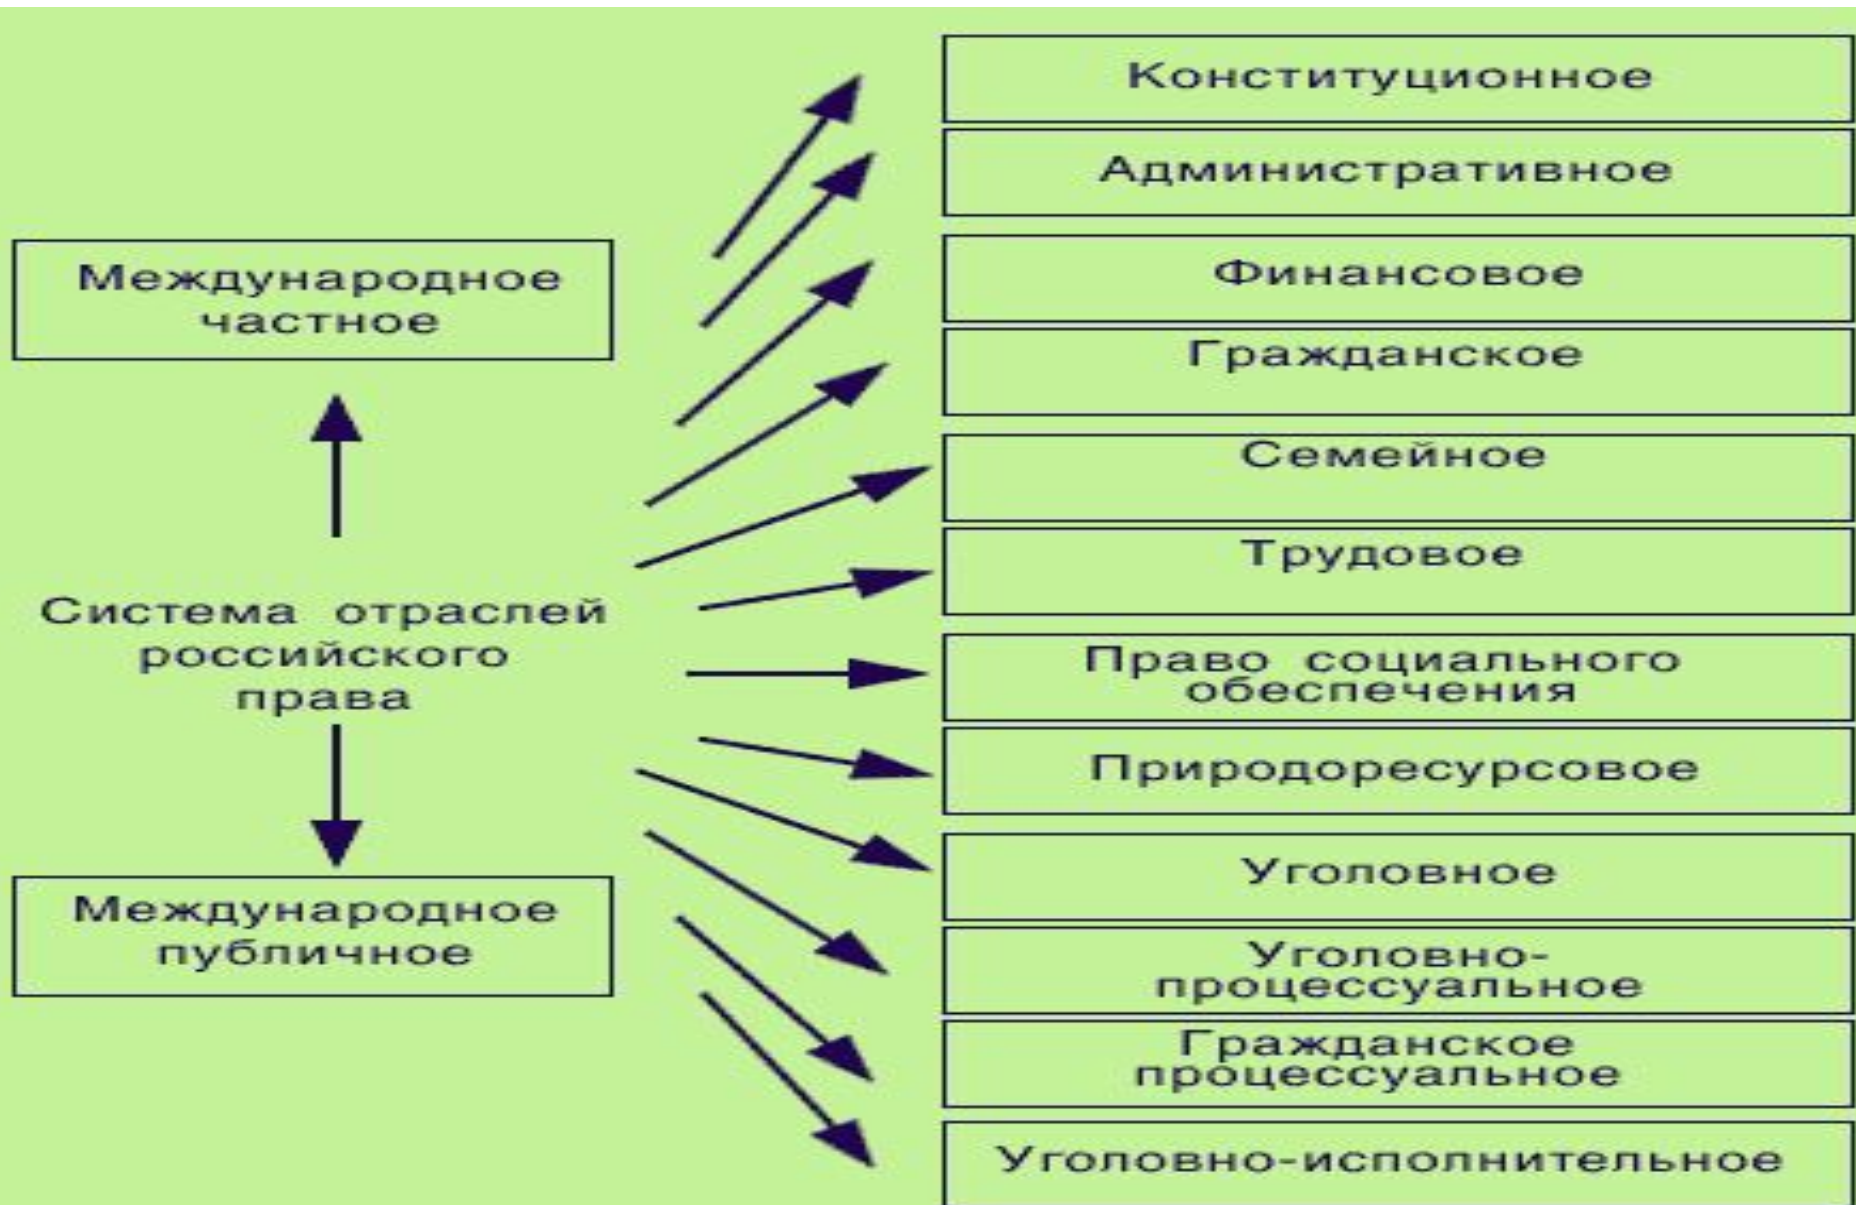 Международное
частное
Система отраслей
российского
права
Международное
публичное
Конституционное
Административное
Финансовое
Гражданское
Семейное
Трудовое
Право социального
обеспечения
Природоресурсовое
Уголовное
Уголовно-
процессуальное
Гражданское
процессуальное
Уголовно-исполнительное